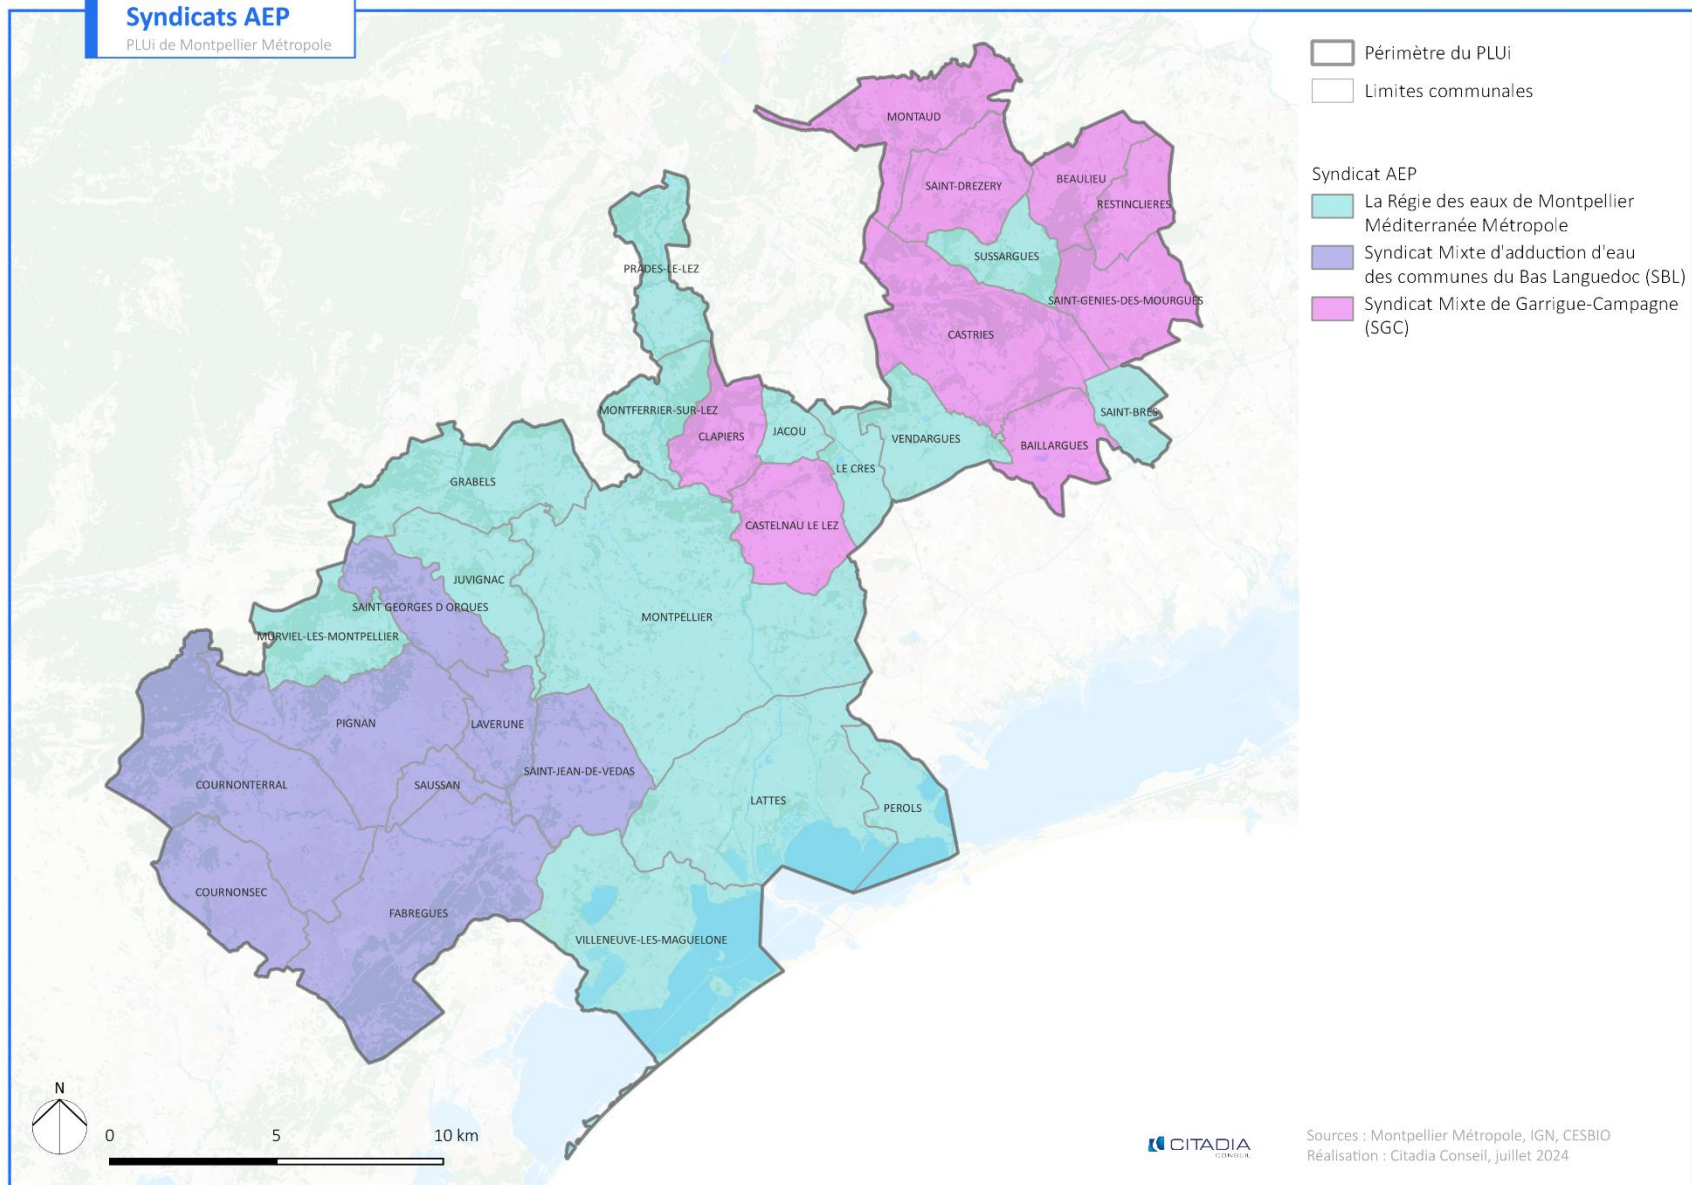 Syndicats AEP
PLUi de Montpellier Métropole
Périmètre du PLUi
Limites communales
Syndicat AEP
La Régie des eaux de Montpellier
Méditerranée Métropole
Syndicat Mixte d'adduction d'eau
des communes du Bas Languedoc (SBL)
Syndicat Mixte de Garrigue-Campagne
(SGC)
MONTAUD
SAINT-DREZERY
BEAULIEU
RESTINCLIERES
SUSSARGUES
PRADES-LE-LEZ
SAINT-GENIES-DES-MOURGUES
CASTRIES
MONTFERRIER-SUR-LEZ
SAINT-BRES
CLAPIERS
JACOU
VENDARGUES
BAILLARGUES
LE CRES
GRABELS
CASTELNAU LE LEZ
JUVIGNAC
SAINT GEORGES D ORQUES
MONTPELLIER
MURVIEL-LES-MONTPELLIER
PIGNAN
LAVERUNE
SAINT-JEAN-DE-VEDAS
COURNONTERRAL
SAUSSAN
LATTES
PEROLS
COURNONSEC
FABREGUES
VILLENEUVE-LES-MAGUELONE
N
0 5 10 km
CITADIA
CONSEIL
Sources : Montpellier Métropole, IGN, CESBIO
Réalisation : Citadia Conseil, juillet 2024